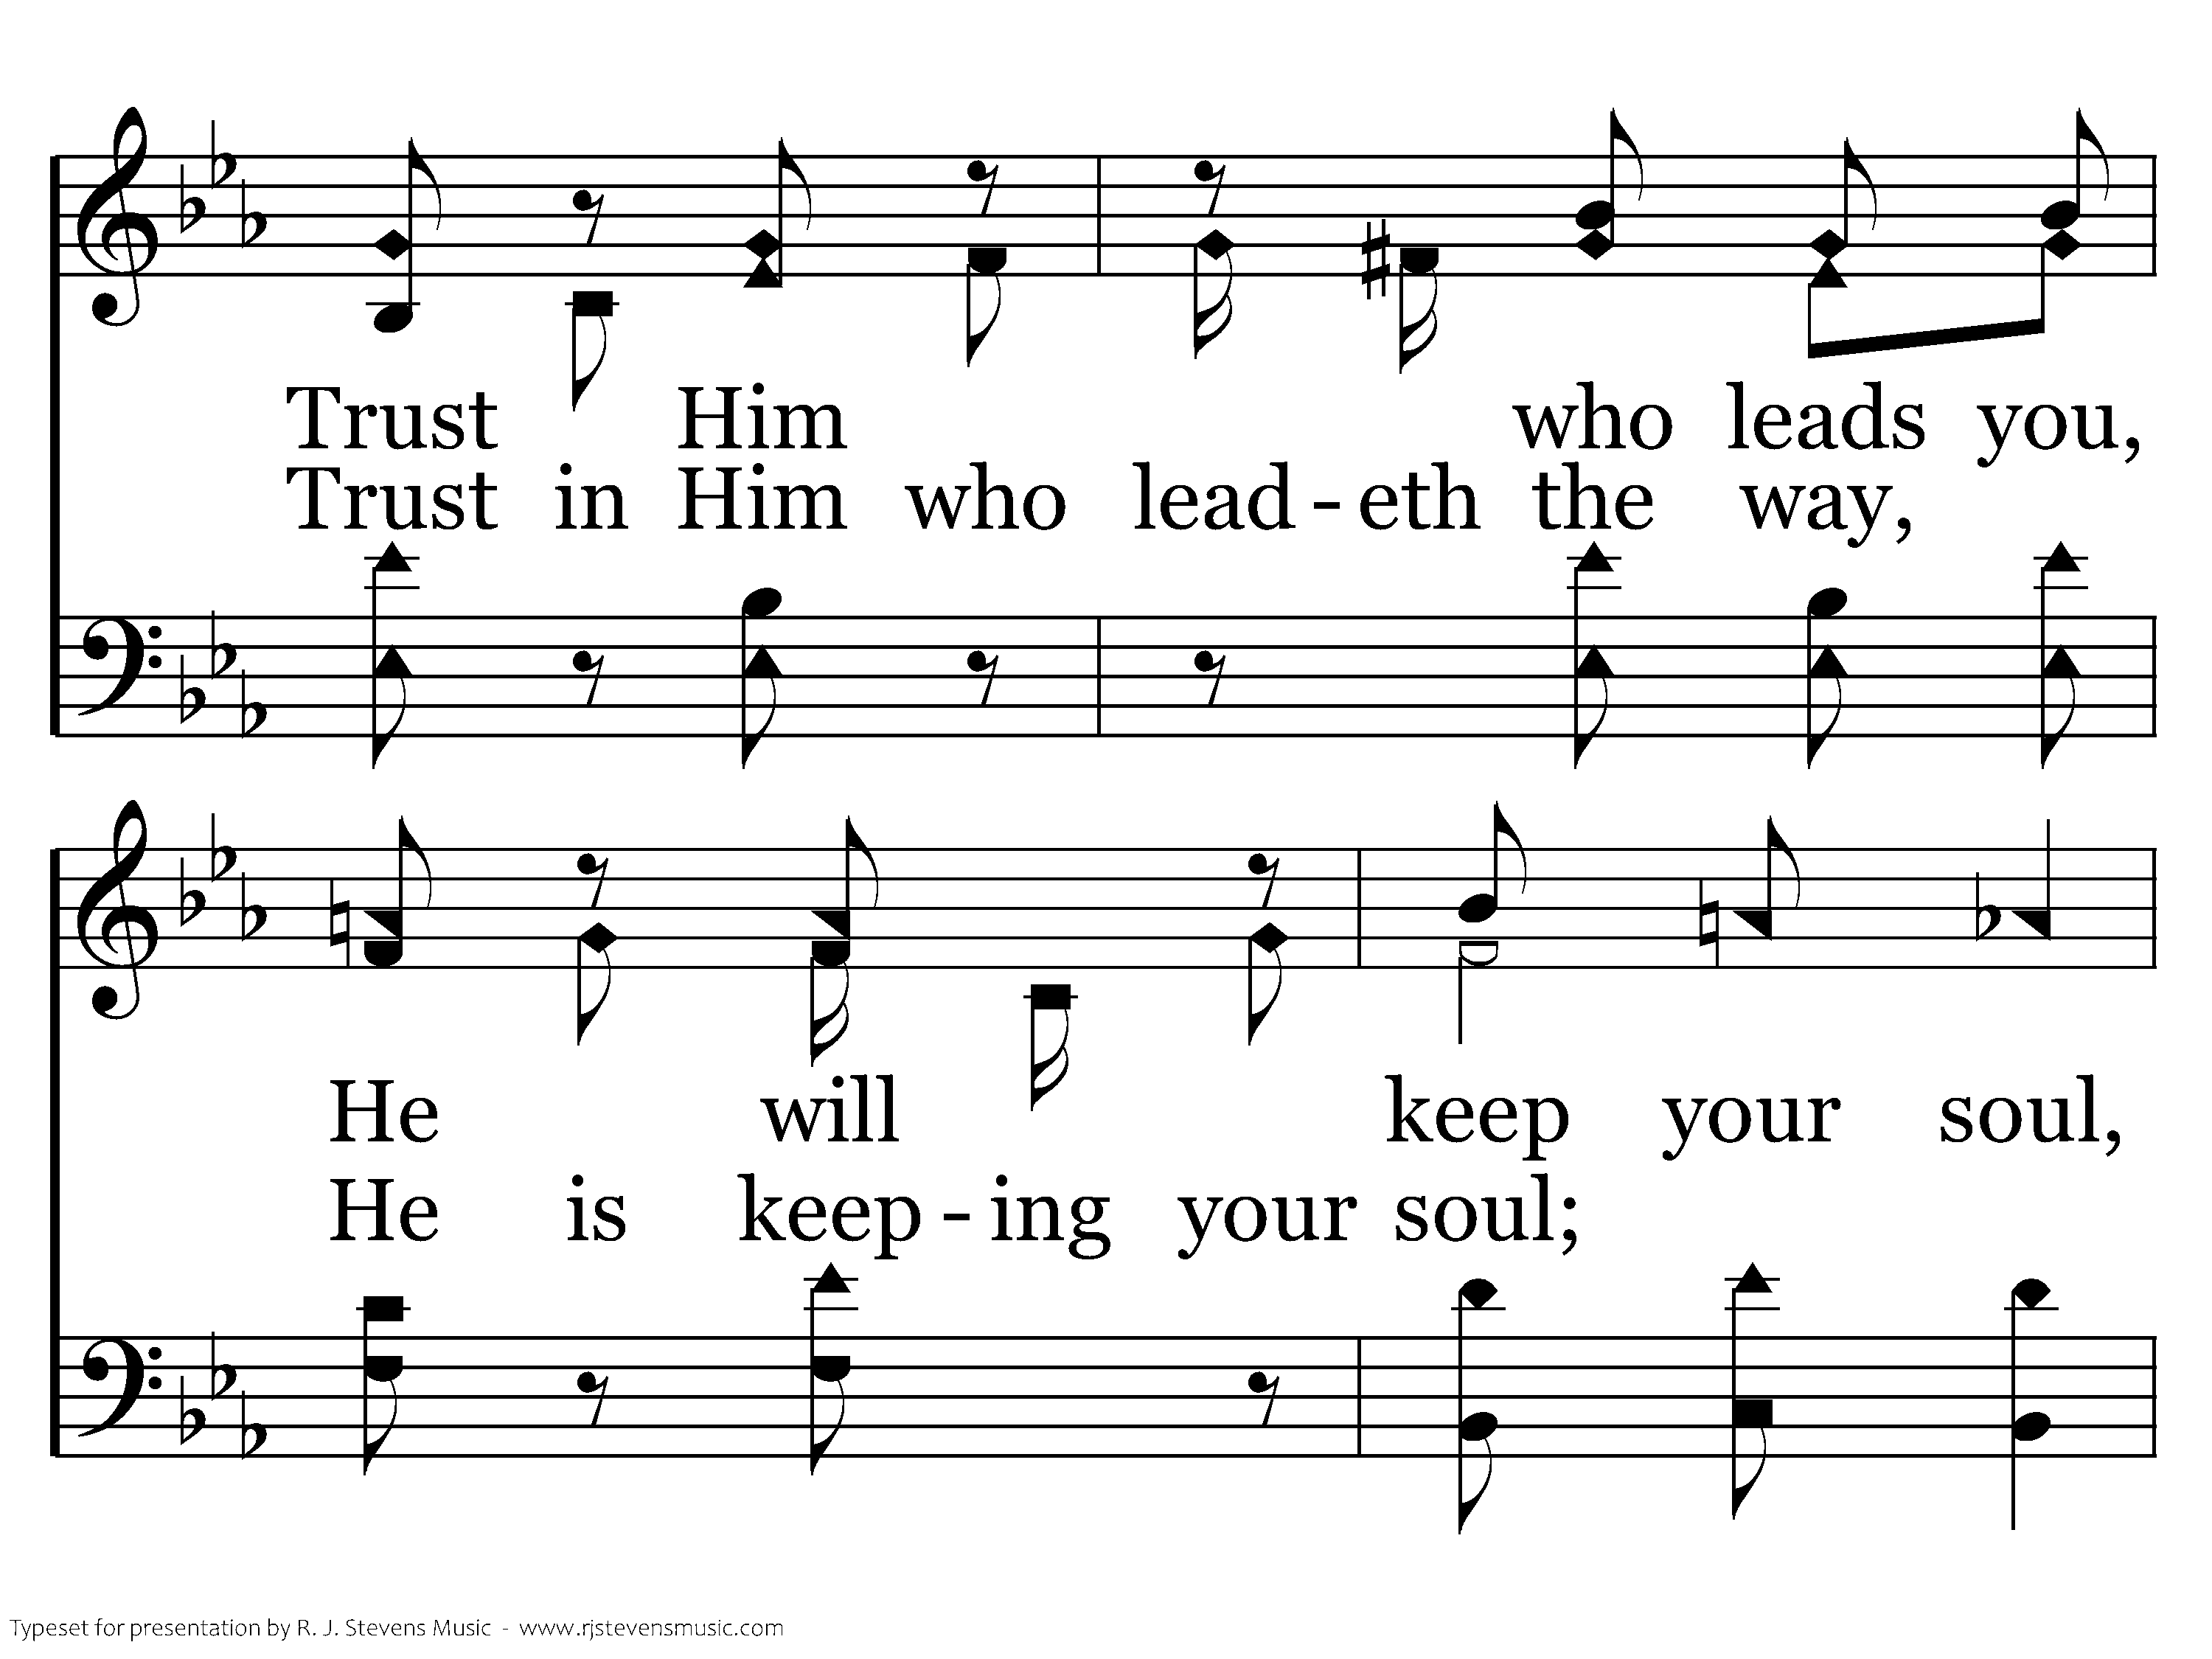 Trust Him who leads you,
Trust in Him who lead - eth the way,
He will keep your soul,
He is keep - ing your soul;
Typeset for presentation by R. J. Stevens Music - www.rjstevensmusic.com